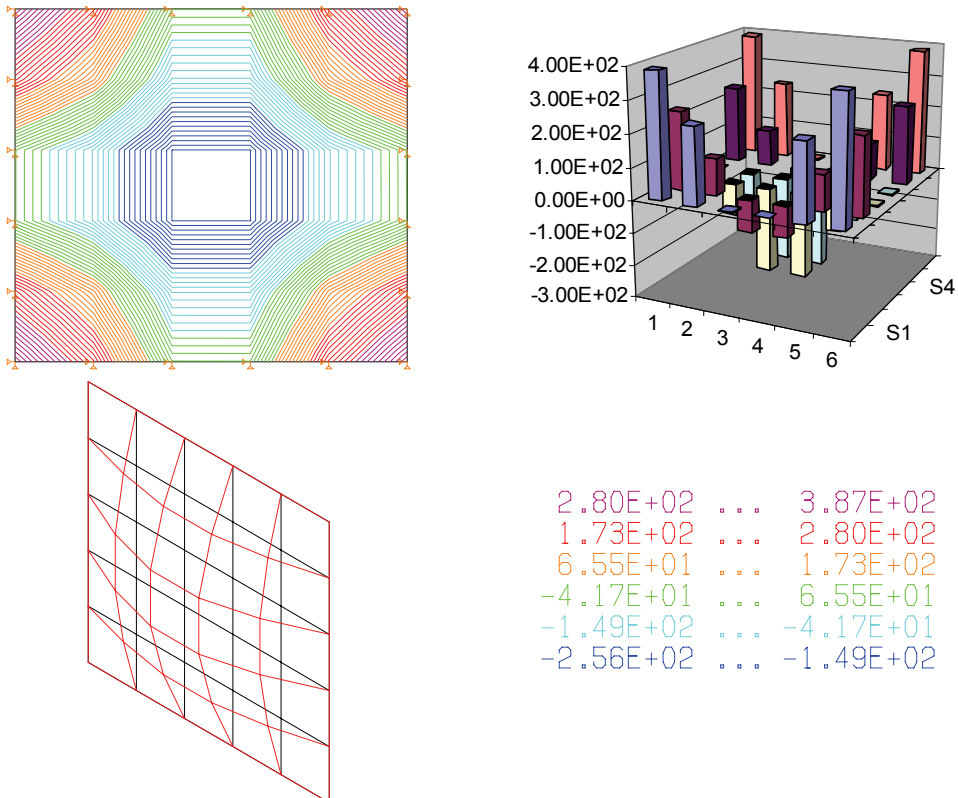 4.00E+02
3.00E+02
2.00E+02
1.00E+02
0.00E+00
-1.00E+02
-2.00E+02
-3.00E+02
1 2 3 4 5 6
S1
S4
2.80E+02 ... 3.87E+02
1.73E+02 ... 2.80E+02
6.55E+01 ... 1.73E+02
-4.17E+01 ... 6.55E+01
-1.49E+02 ... -4.17E+01
-2.56E+02 ... -1.49E+02